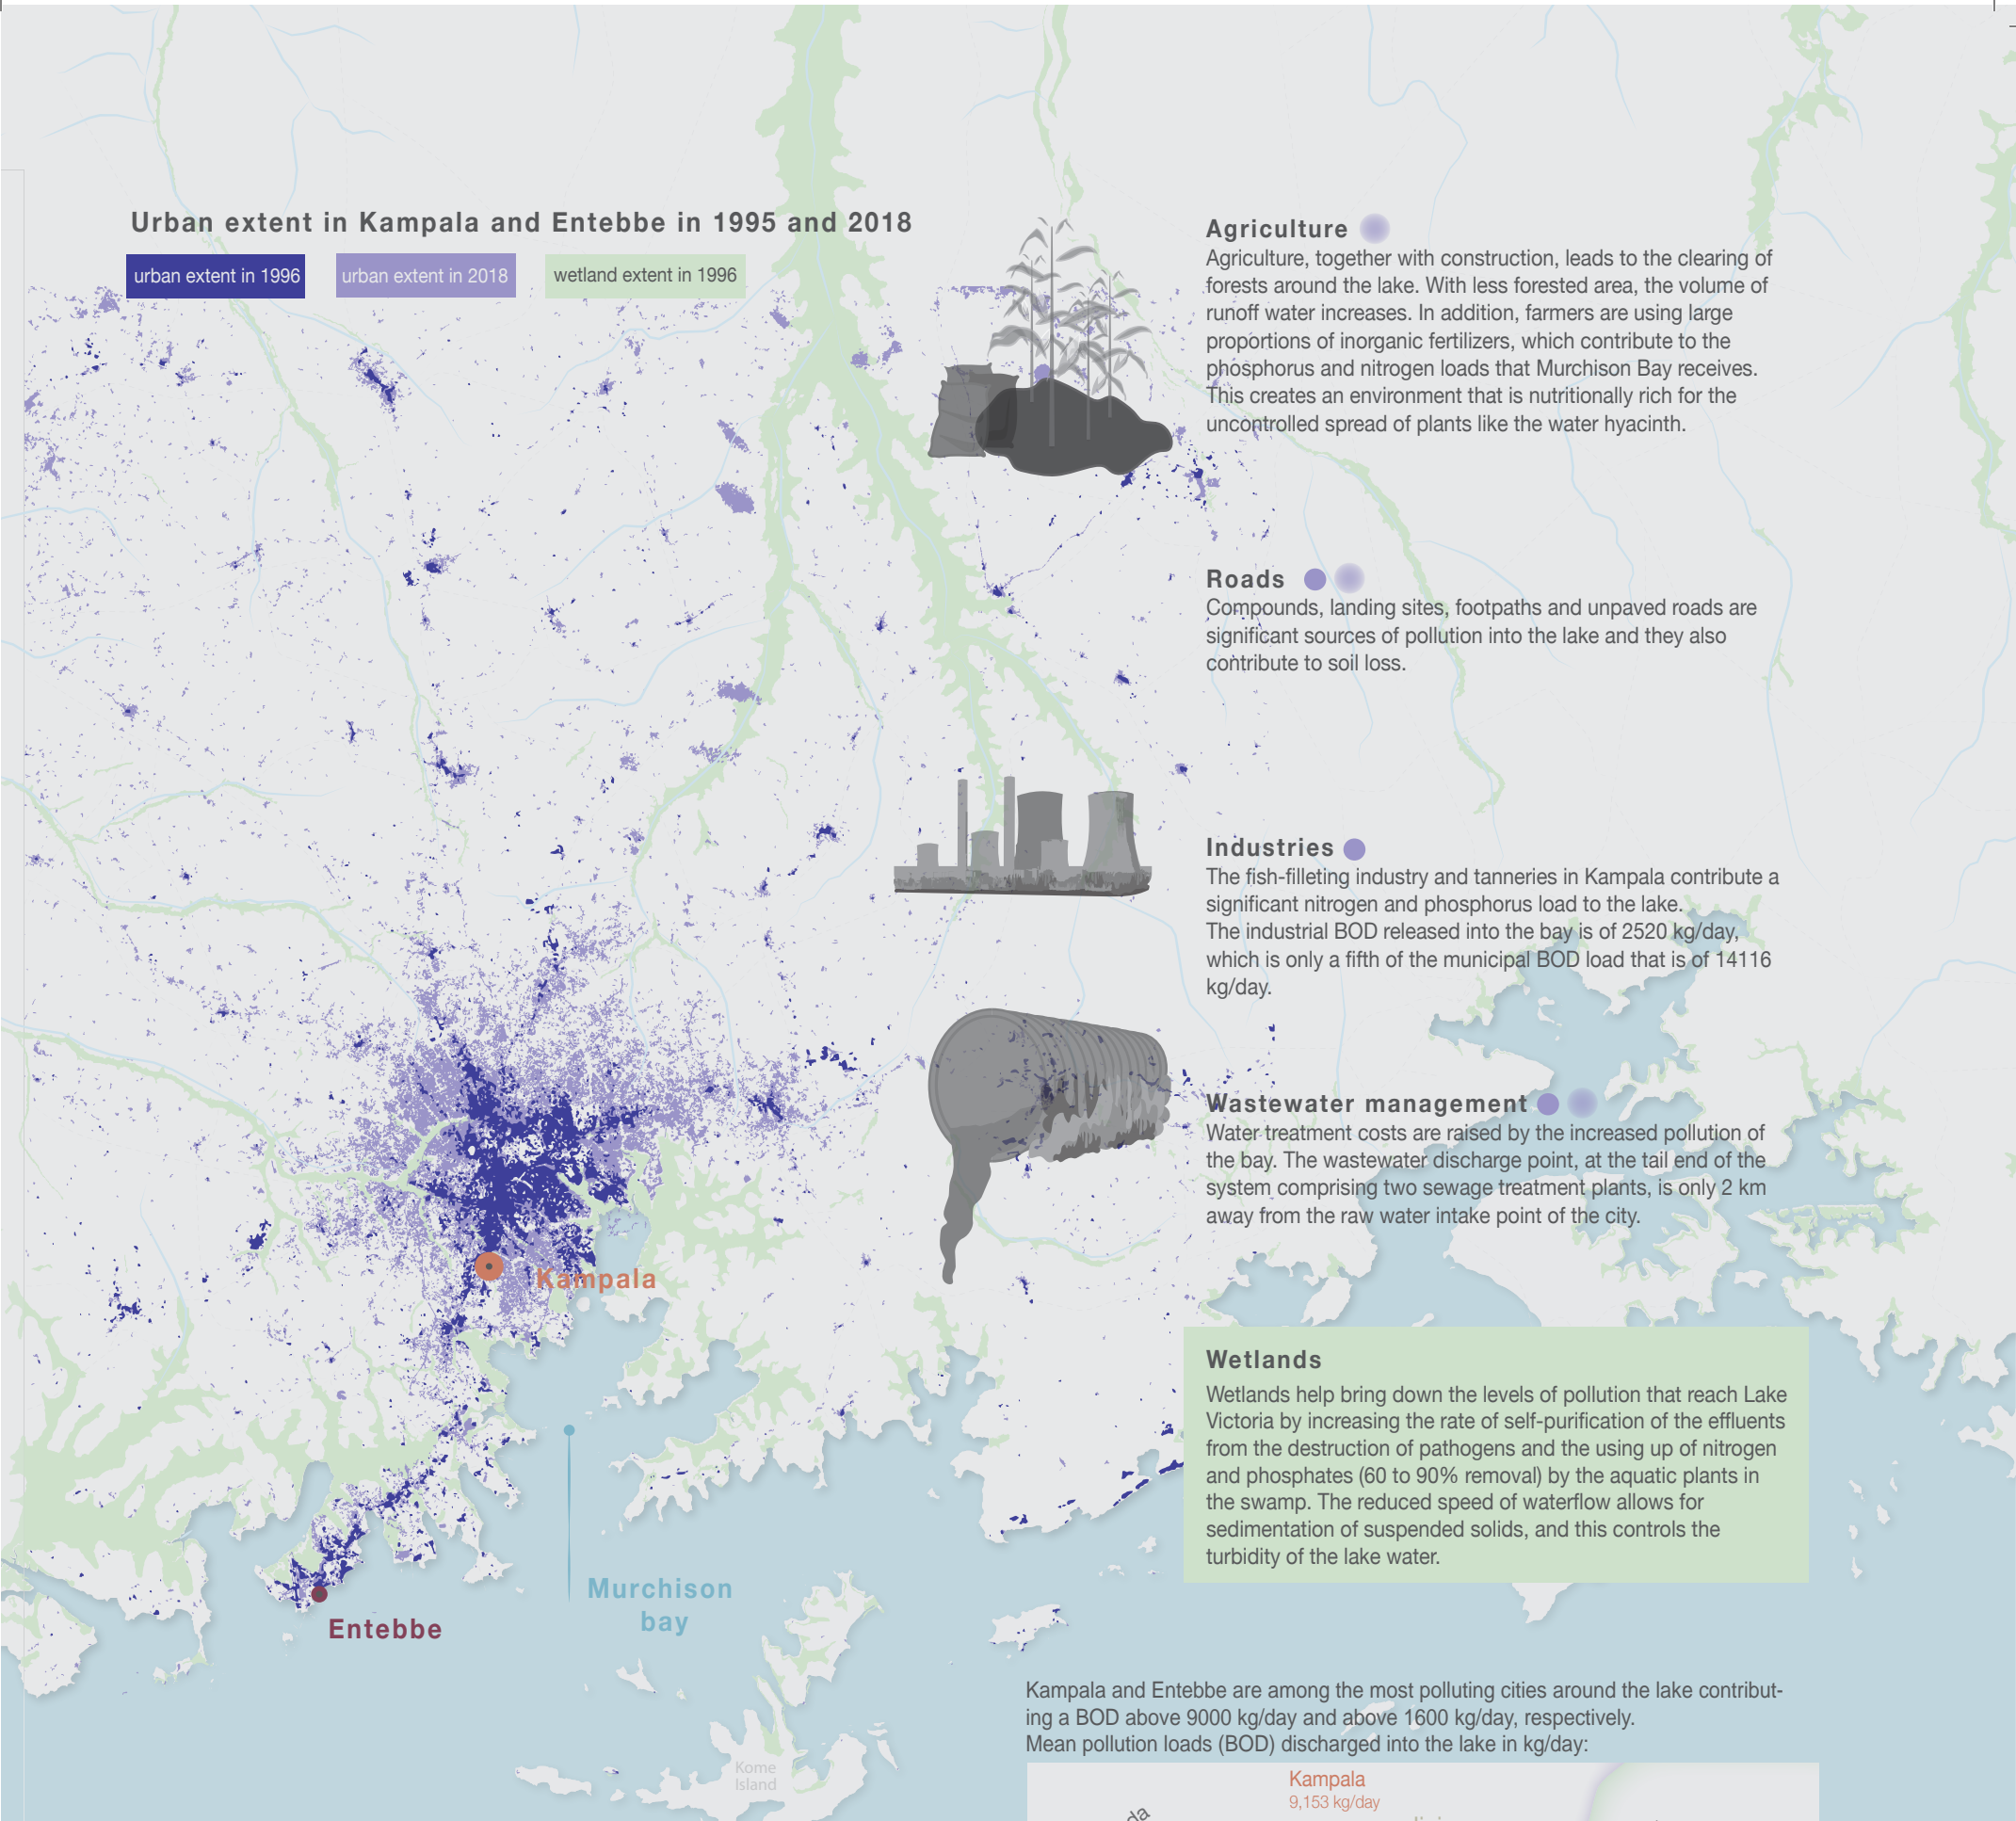 Urban extent in Kampala and Entebbe in 1995 and 2018
urban extent in 1996
urban extent in 2018
wetland extent in 1996
Agriculture
Agriculture, together with construction, leads to the clearing of
forests around the lake. With less forested area, the volume of
runoff water increases. In addition, farmers are using large
proportions of inorganic fertilizers, which contribute to the
phosphorus and nitrogen loads that Murchison Bay receives.
This creates an environment that is nutritionally rich for the
uncontrolled spread of plants like the water hyacinth.
Roads
Compounds, landing sites, footpaths and unpaved roads are
significant sources of pollution into the lake and they also
contribute to soil loss.
Industries
The fish-filleting industry and tanneries in Kampala contribute a
significant nitrogen and phosphorus load to the lake.
The industrial BOD released into the bay is of 2520 kg/day,
which is only a fifth of the municipal BOD load that is of 14116
kg/day.
Wastewater management
Water treatment costs are raised by the increased pollution of
the bay. The wastewater discharge point, at the tail end of the
system comprising two sewage treatment plants, is only 2 km
away from the raw water intake point of the city.
Kampala
Wetlands
Wetlands help bring down the levels of pollution that reach Lake
Victoria by increasing the rate of self-purification of the effluents
from the destruction of pathogens and the using up of nitrogen
and phosphates (60 to 90% removal) by the aquatic plants in
the swamp. The reduced speed of waterflow allows for
sedimentation of suspended solids, and this controls the
turbidity of the lake water.
Murchison
bay
Entebbe
Kampala and Entebbe are among the most polluting cities around the lake contribut-
ing a BOD above 9000 kg/day and above 1600 kg/day, respectively.
Mean pollution loads (BOD) discharged into the lake in kg/day:
Kome
Island
Kampala
9,153 kg/day